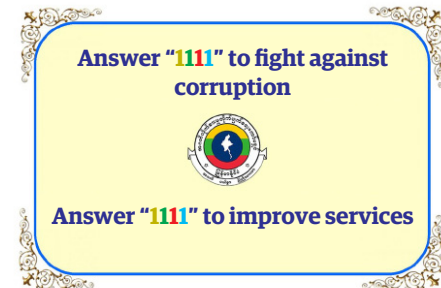 Answer “1111” to fight against
corruption
Answer “1111” to improve services